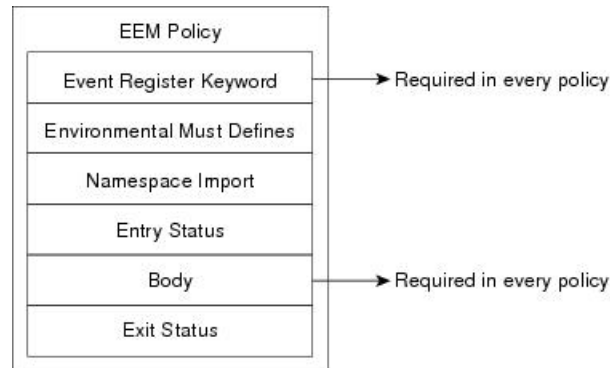 EEM Policy
Event Register Keyword
Required in every policy
Environmental Must Defines
Namespace Import
Entry Status
Body
Required in every policy
Exit Status